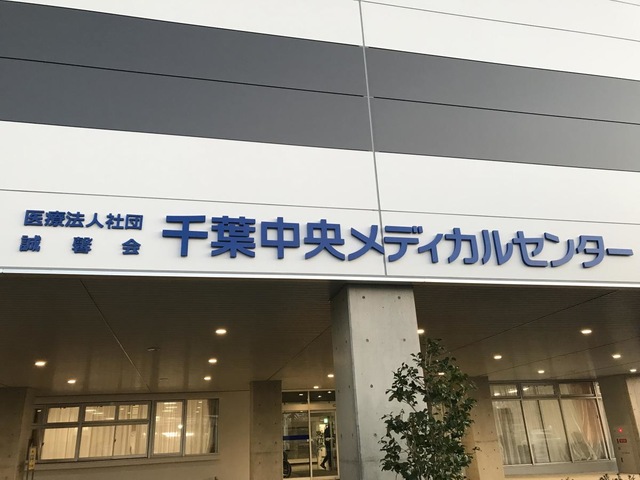 医療法人社団
誠馨会
千葉中央メディカルセンター